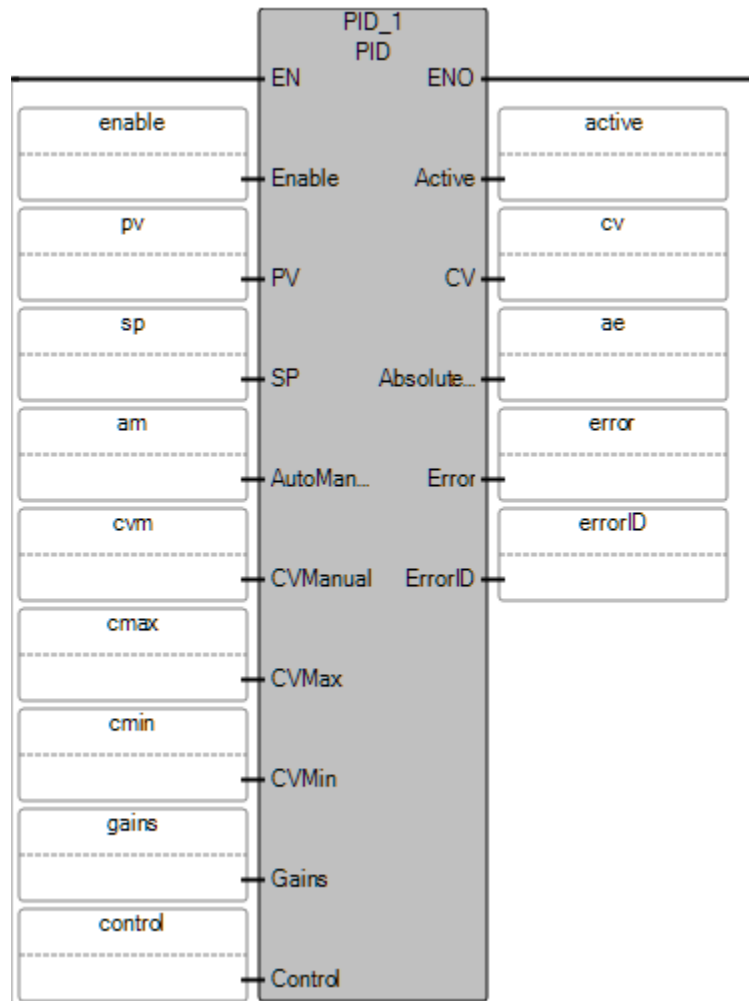 PID_1
PID
EN ENO
enable active
Enable Active
pv cv
PV CV
sp ae
SP Absolute...
am error
AutoMan... Error
cvm errorID
CVManual ErrorID
cmax
CVMax
cmin
CVMin
gains
Gains
control
Control